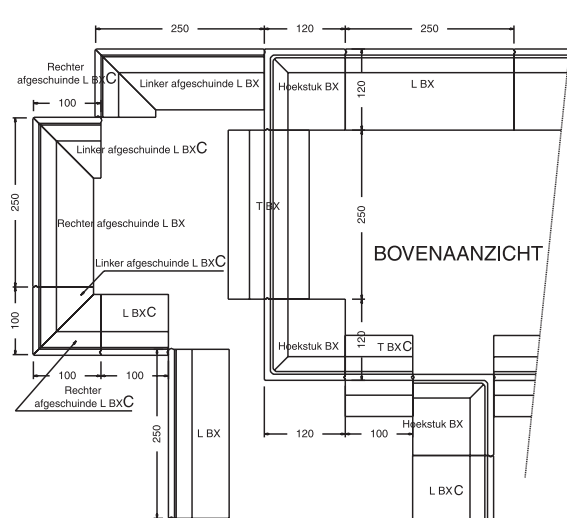 250
120
250
Rechter
afgeschuinde L BXC
Linker afgeschuinde L BX
Hoekstuk BX
120
L BX
100
Linker afgeschuinde L BXC
250
Rechter afgeschuinde L BX
T BX
250
BOVENAANZICHT
Linker afgeschuinde L BXC
100
L BXC
120
Hoekstuk BX
T BXC
100
100
Rechter
afgeschuinde L BXC
250
L BX
120
100
Hoekstuk BX
L BXC